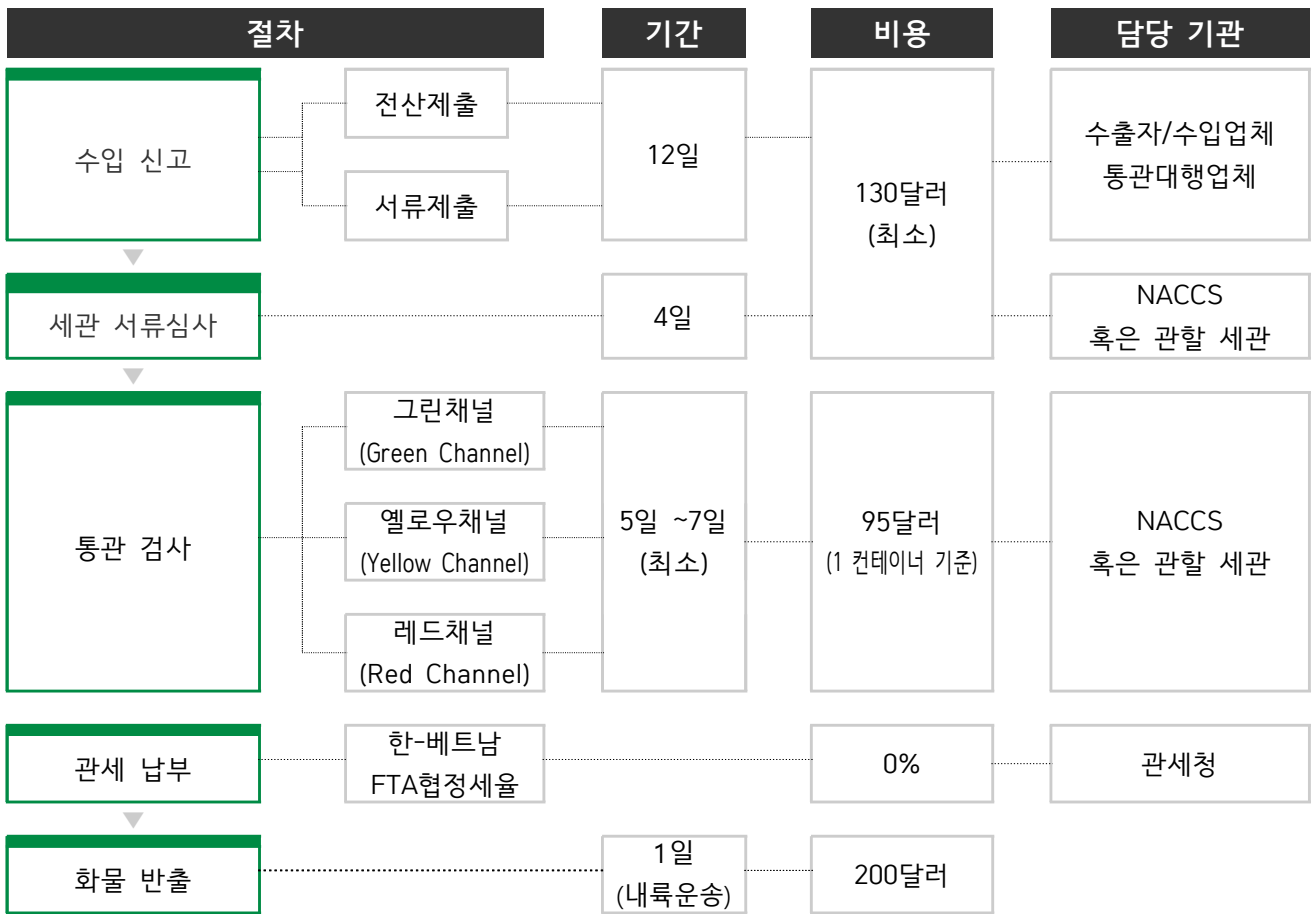 절차 기간 비용 담당 기관
수입 신고
전산제출
서류제출
12일
130달러
(최소)
수출자/수입업체
통관대행업체
세관 서류심사
4일
NACCS
혹은 관할 세관
통관 검사
그린채널
(Green Channel)
옐로우채널
(Yellow Channel)
레드채널
(Red Channel)
5일 ~7일
(최소)
95달러
(1 컨테이너 기준)
NACCS
혹은 관할 세관
관세 납부
한-베트남
FTA협정세율
0%
관세청
화물 반출
1일
(내륙운송)
200달러